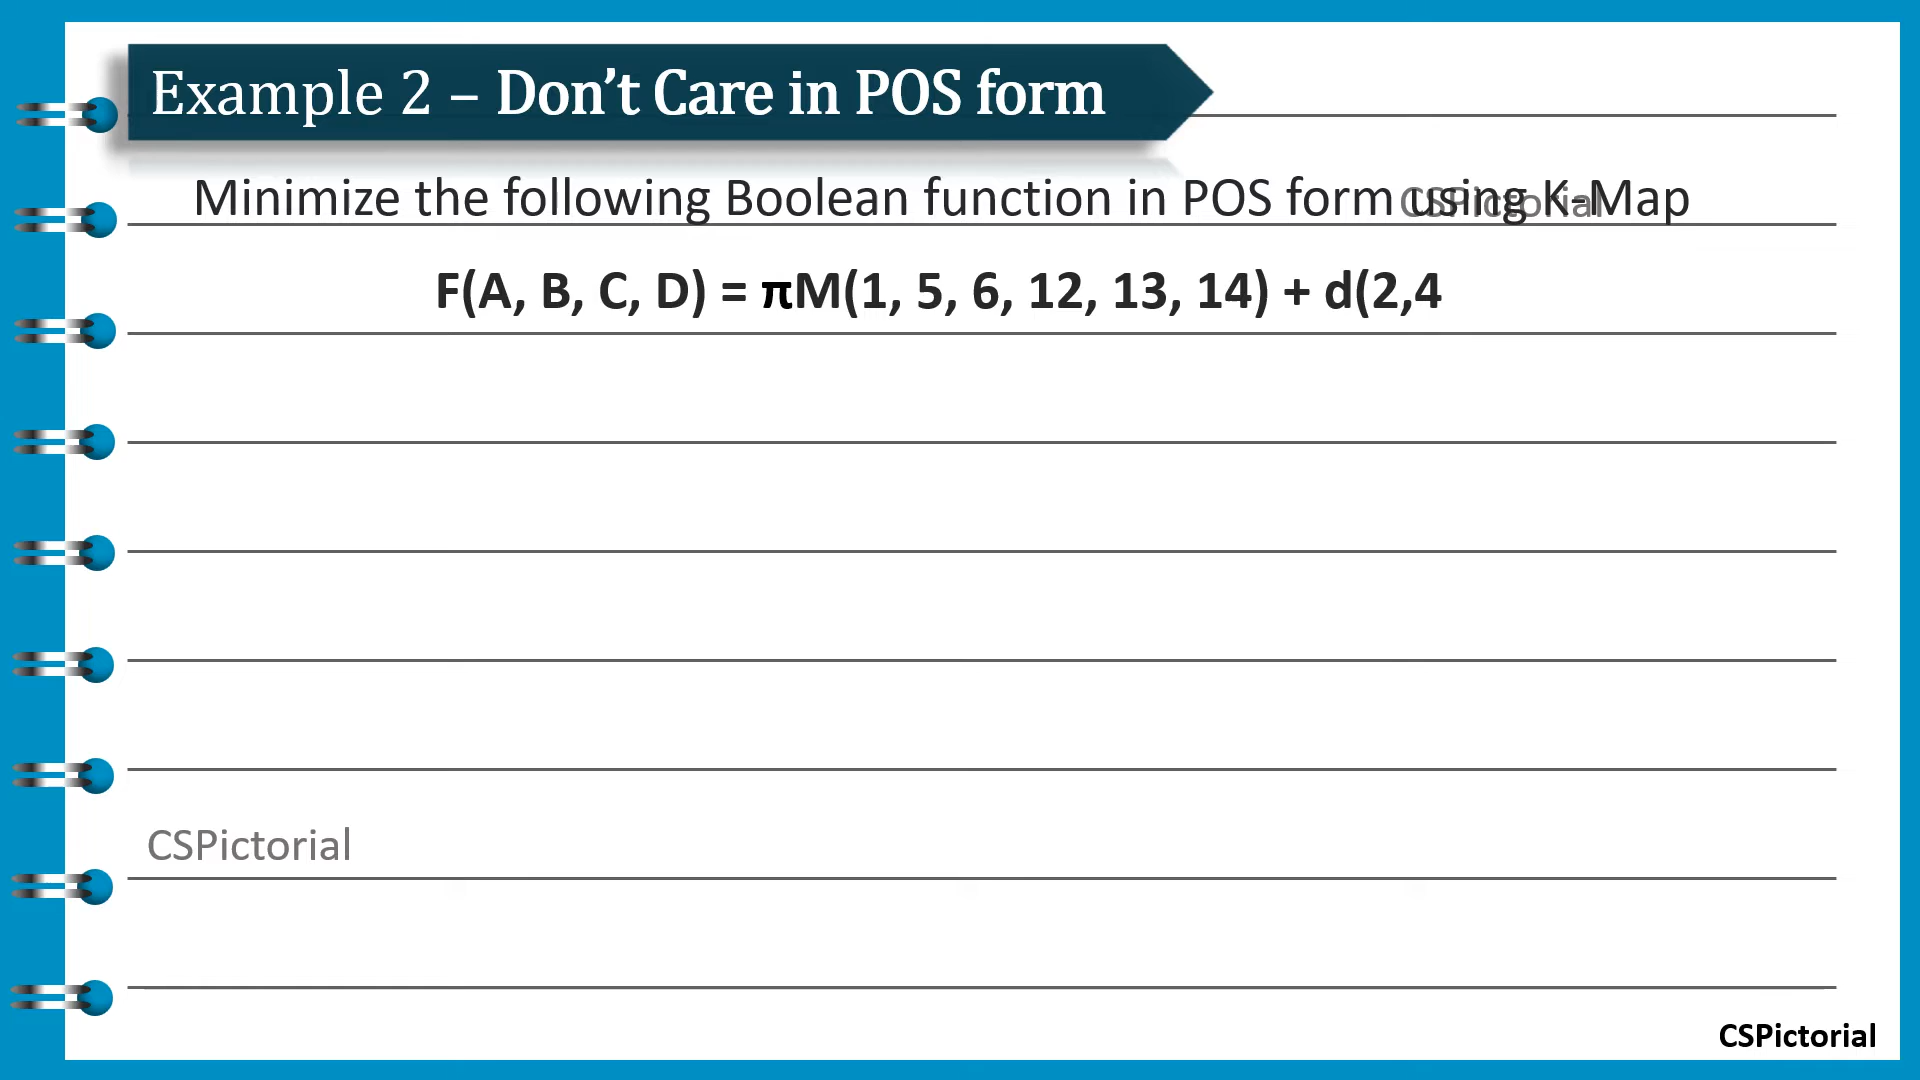 Example 2 – Don’t Care in POS form
Minimize the following Boolean function in POS form using K-Map
CSPictorial
F(A, B, C, D) = πM(1, 5, 6, 12, 13, 14) + d(2,4
CSPictorial
CSPictorial